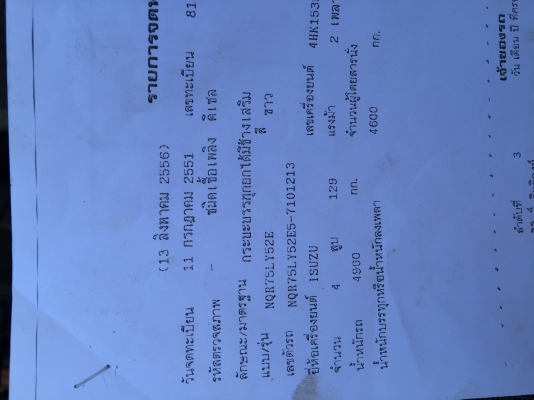 รายการจดท
(13 สิงหาคม 2556)
วันจดทะเบียน 11 กรกฎาคม 2551 เลขทะเบียน 81
รหัสตรวจสภาพ - ชนิดเชื้อเพลิง ดีเซล
ลักษณะ/มาตรฐาน กระบะบรรทุกยกได้มีข้างเสริม
แบบ/รุ่น NQR75LY52E สี ขาว
เลขตัวรถ NQR75LY52E5-7101213
ยี่ห้อเครื่องยนต์ ISUZU เลขเครื่องยนต์ 4HK153
จำนวน 4 สูบ 129 แรงม้า 2 เพลา
น้ำหนักรถ 4900 กก. จำนวนผู้โดยสารนั่ง
น้ำหนักบรรทุกหรือน้ำหนักลงเพลา 4600 กก.
เจ้าของรถ
ลำดับที่ 3 วัน เดือน ปี ที่ครอ